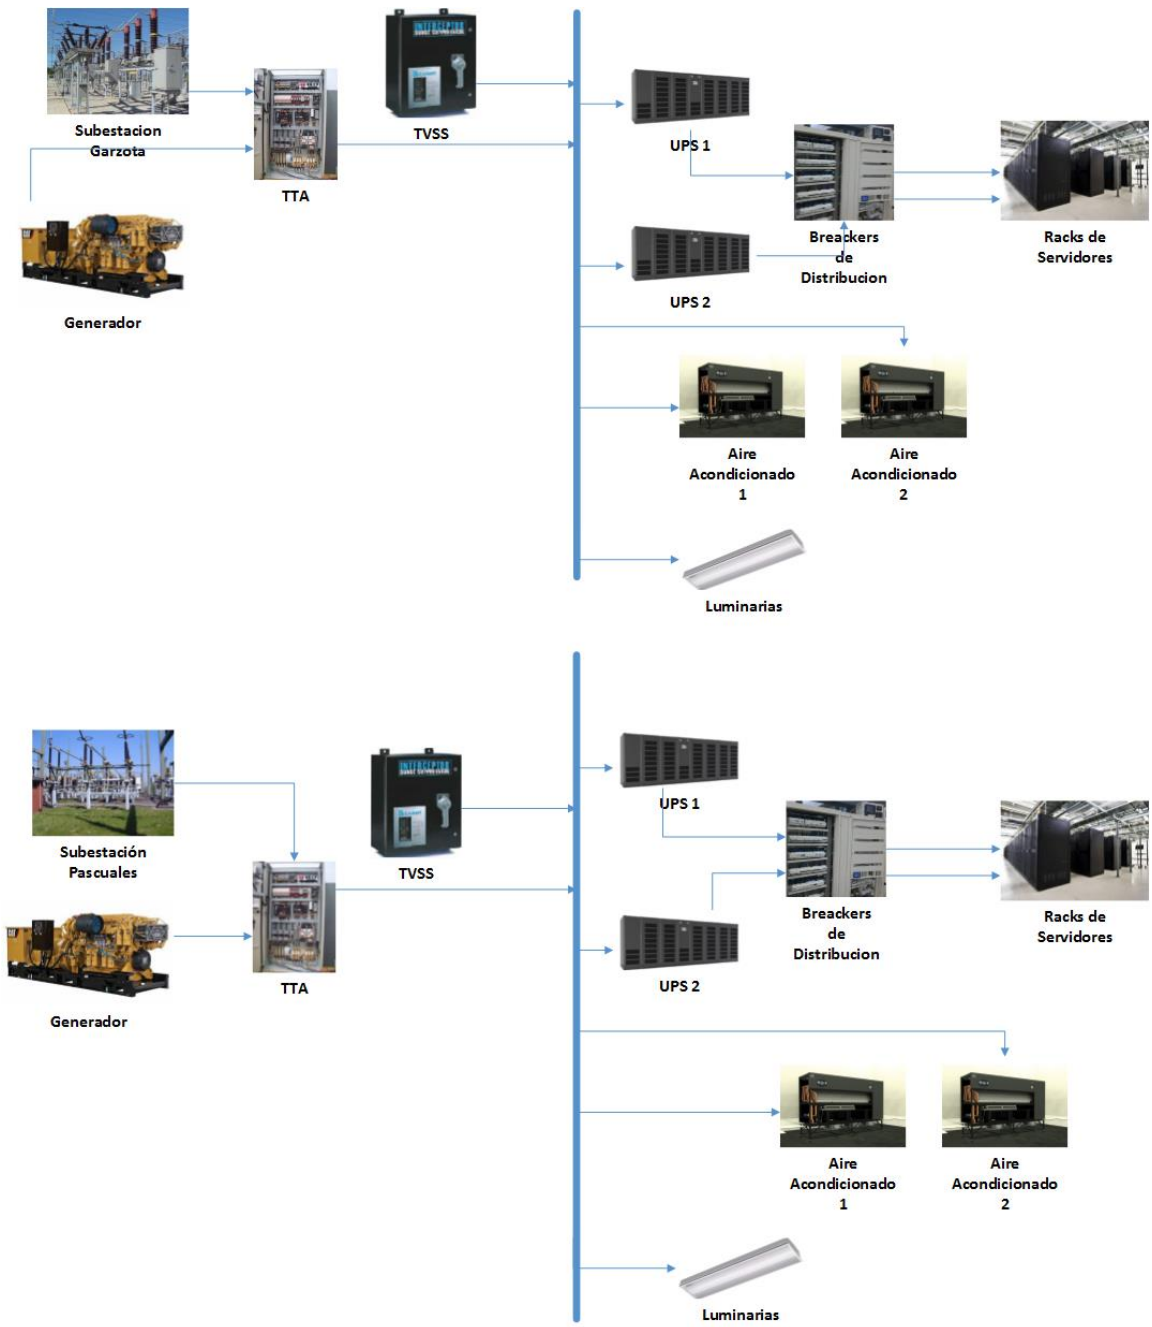 Subestacion
Garzota
TVSS
TTA
Generador
UPS 1
UPS 2
Breackers
de
Distribucion
Racks de
Servidores
Aire
Acondicionado
1
Aire
Acondicionado
2
Luminarias
Subestación
Pascuales
TVSS
TTA
Generador
UPS 1
UPS 2
Breackers
de
Distribucion
Racks de
Servidores
Aire
Acondicionado
1
Aire
Acondicionado
2
Luminarias